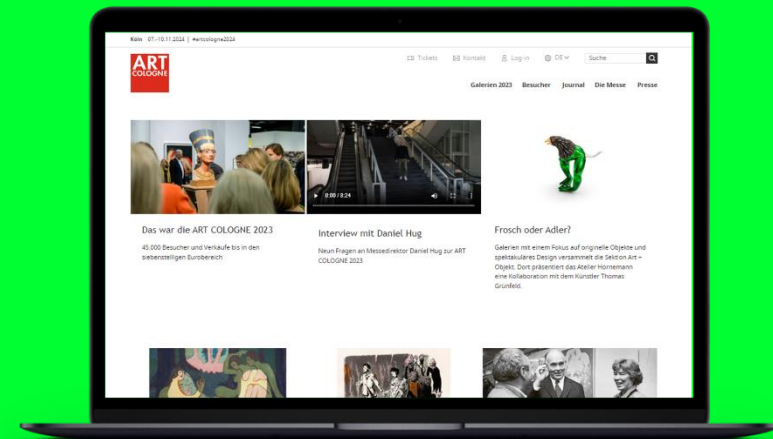 Köln 07.-10.11.2024 | #artcologne2024
ART
COLOGNE
Tickets Kontakt Log-in DE Suche
Galerien 2023 Besucher Journal Die Messe Presse
0:00 / 8:24
Das war die ART COLOGNE 2023
45.000 Besucher und Verkäufe bis in den
siebenstelligen Eurobereich
Interview mit Daniel Hug
Neun Fragen an Messedirektor Daniel Hug zur ART
COLOGNE 2023
Frosch oder Adler?
Galerien mit einem Fokus auf originelle Objekte und
spektakuläres Design versammelt die Sektion Art +
Objekt. Dort präsentiert das Atelier Hornemann
eine Kollaboration mit dem Künstler Thomas
Grünfeld.